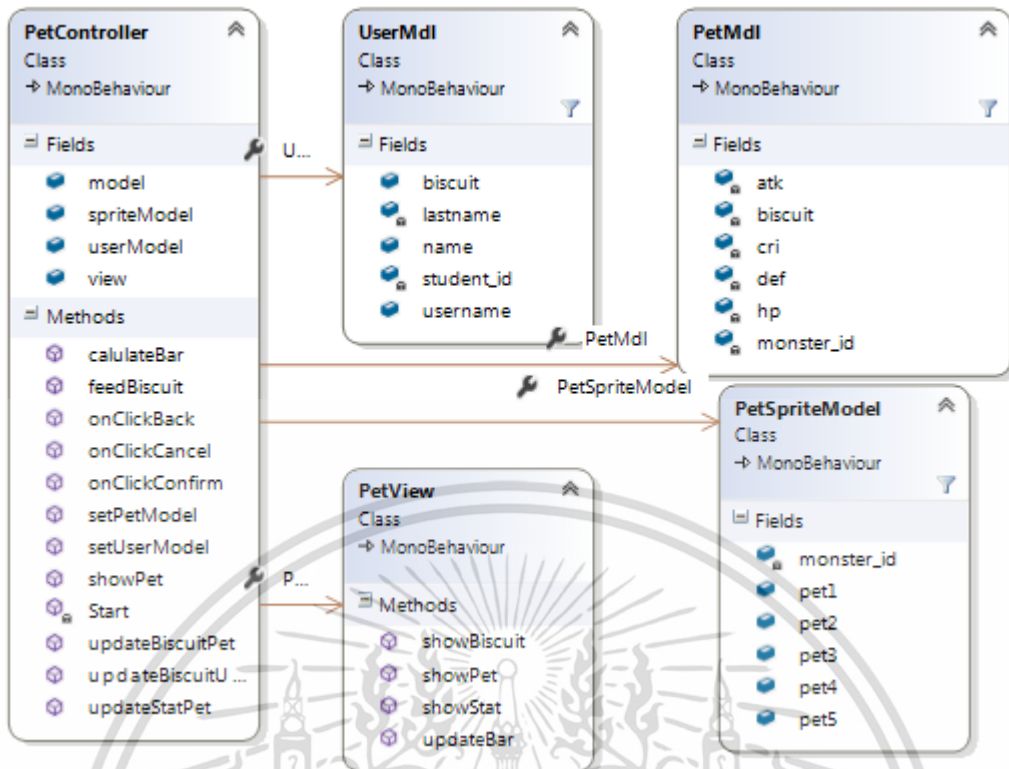 PetController
Class
→ MonoBehaviour
Fields
model
spriteModel
userModel
view
Methods
calulateBar
feedBiscuit
onClickBack
onClickCancel
onClickConfirm
setPetModel
setUserModel
showPet
Start
updateBiscuitPet
updateBiscuitU ...
updateStatPet
U...
UserMdl
Class
→ MonoBehaviour
Fields
biscuit
lastname
name
student_id
username
PetMdl
Class
→ MonoBehaviour
Fields
atk
biscuit
cri
def
hp
monster_id
PetMdl
PetSpriteModel
PetSpriteModel
Class
→ MonoBehaviour
Fields
monster_id
pet1
pet2
pet3
pet4
pet5
P...
PetView
Class
→ MonoBehaviour
Methods
showBiscuit
showPet
showStat
updateBar